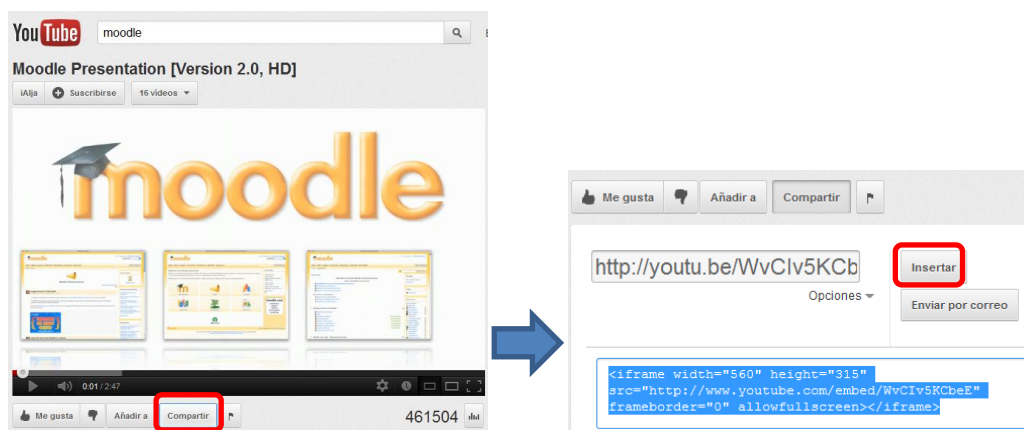 YouTube
moodle
Moodle Presentation [Version 2.0, HD]
iAlja
Suscribirse
16 vídeos
moodle
0:01 / 2:47
Me gusta
Añadir a
Compartir
461504
Me gusta
Añadir a
Compartir
http://youtu.be/WvCIv5KCb
Insertar
Opciones
Enviar por correo
<iframe width="560" height="315"
src="http://www.youtube.com/embed/WvCIv5KCbeE"
frameborder="0" allowfullscreen></iframe>